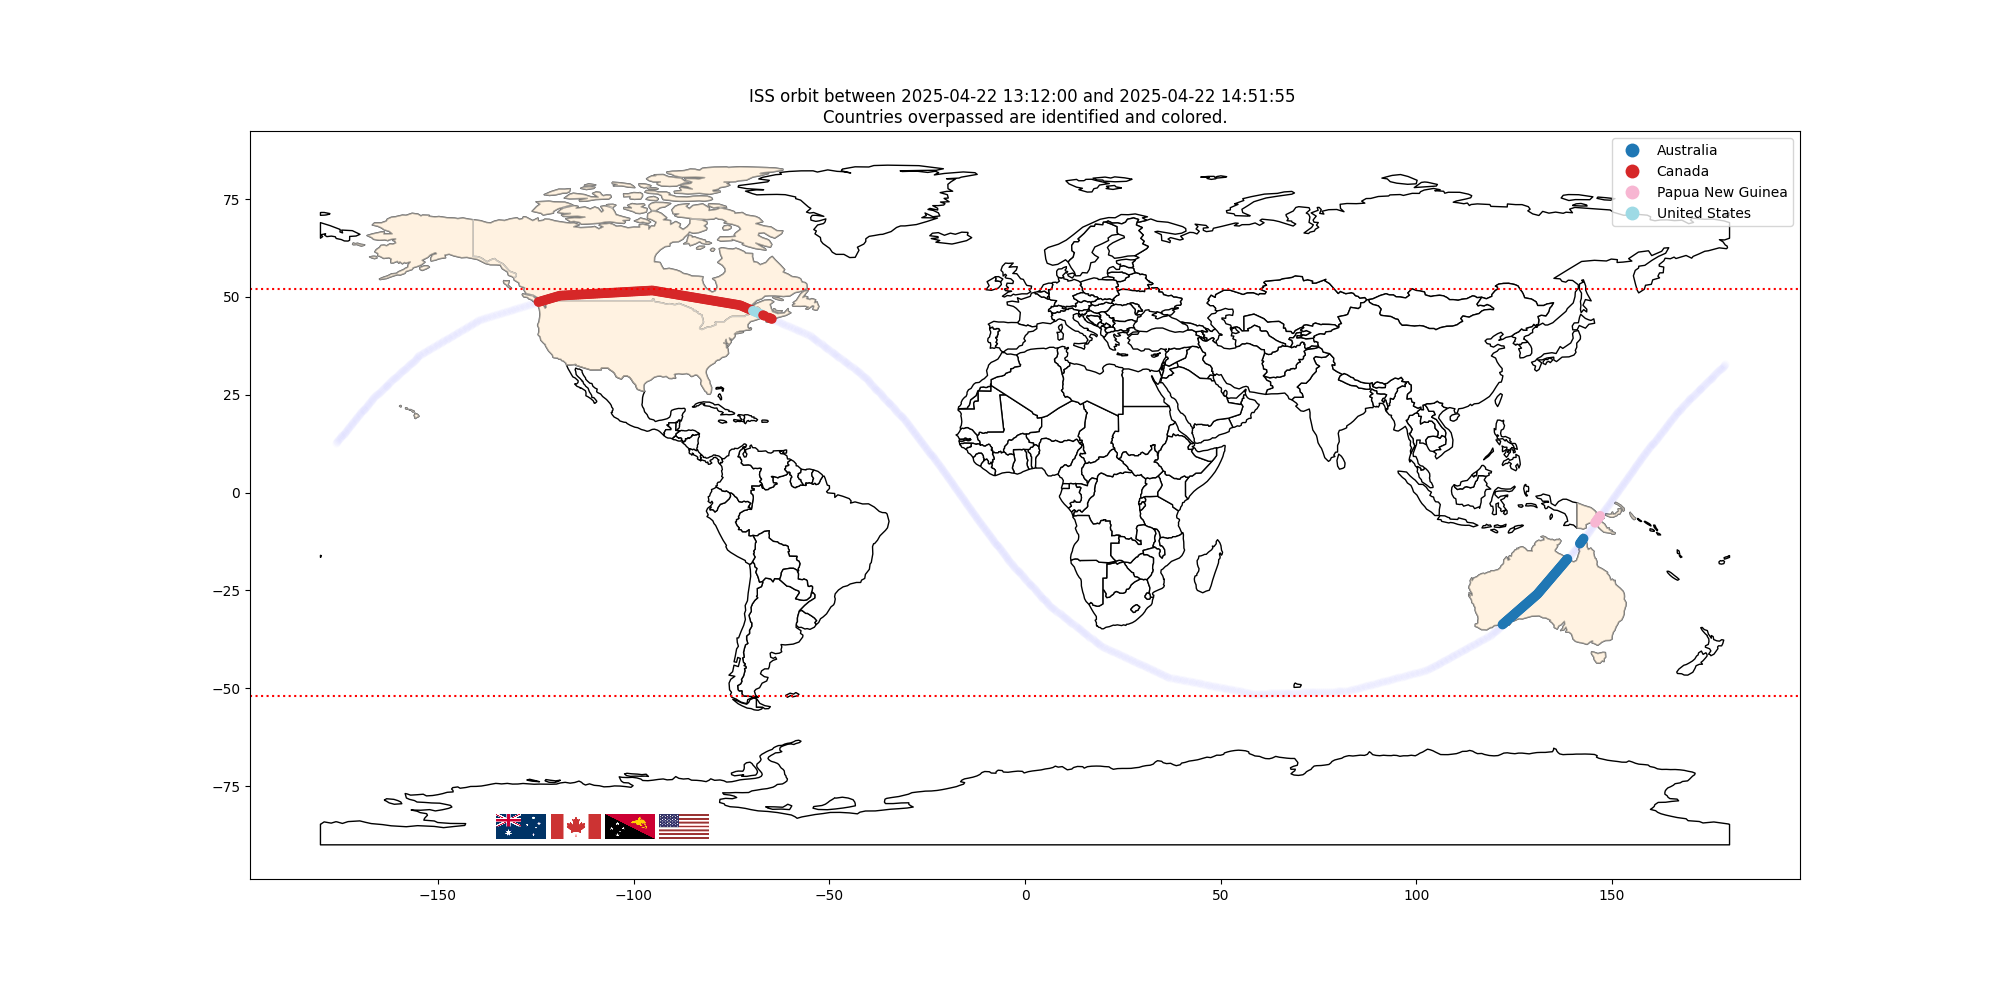 ISS orbit between 2025-04-22 13:12:00 and 2025-04-22 14:51:55
Countries overpassed are identified and colored.
Australia
Canada
Papua New Guinea
United States
75
50
25
0
−25
−50
−75
−150
−100
−50
0
50
100
150